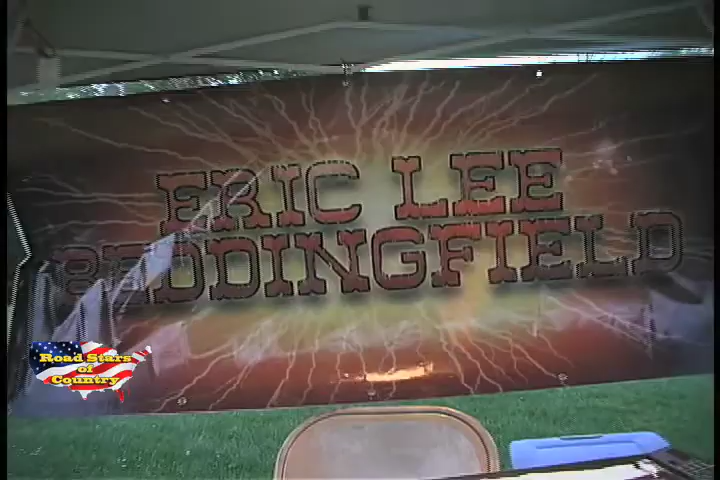 ERIC LEE
BEDDINGFIELD
Road Stars
of
Country